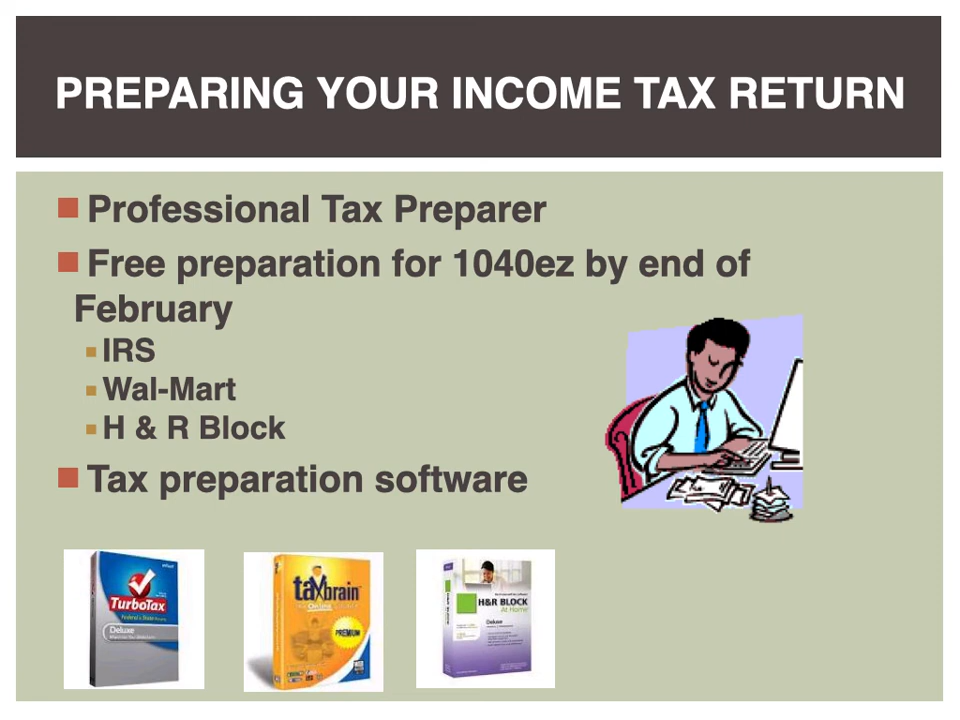 PREPARING YOUR INCOME TAX RETURN
Professional Tax Preparer
Free preparation for 1040ez by end of
February
IRS
Wal-Mart
H & R Block
Tax preparation software
TurboTax
Deluxe
taxbrain
Online
PREMIUM
H&R BLOCK
At Home
Deluxe